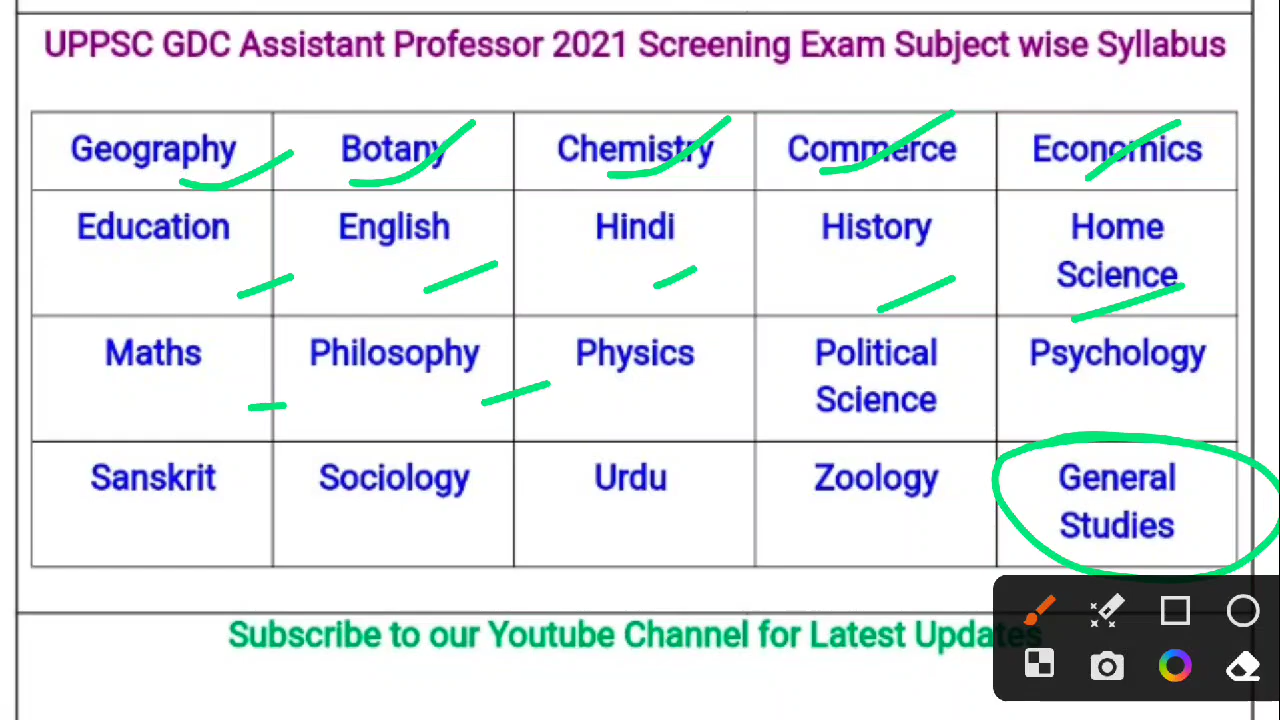 UPPSC GDC Assistant Professor 2021 Screening Exam Subject wise Syllabus
Geography Botany Chemistry Commerce Economics
Education English Hindi History Home
Science
Maths Philosophy Physics Political Psychology
Science
Sanskrit Sociology Urdu Zoology General
Studies
Subscribe to our Youtube Channel for Latest Updates